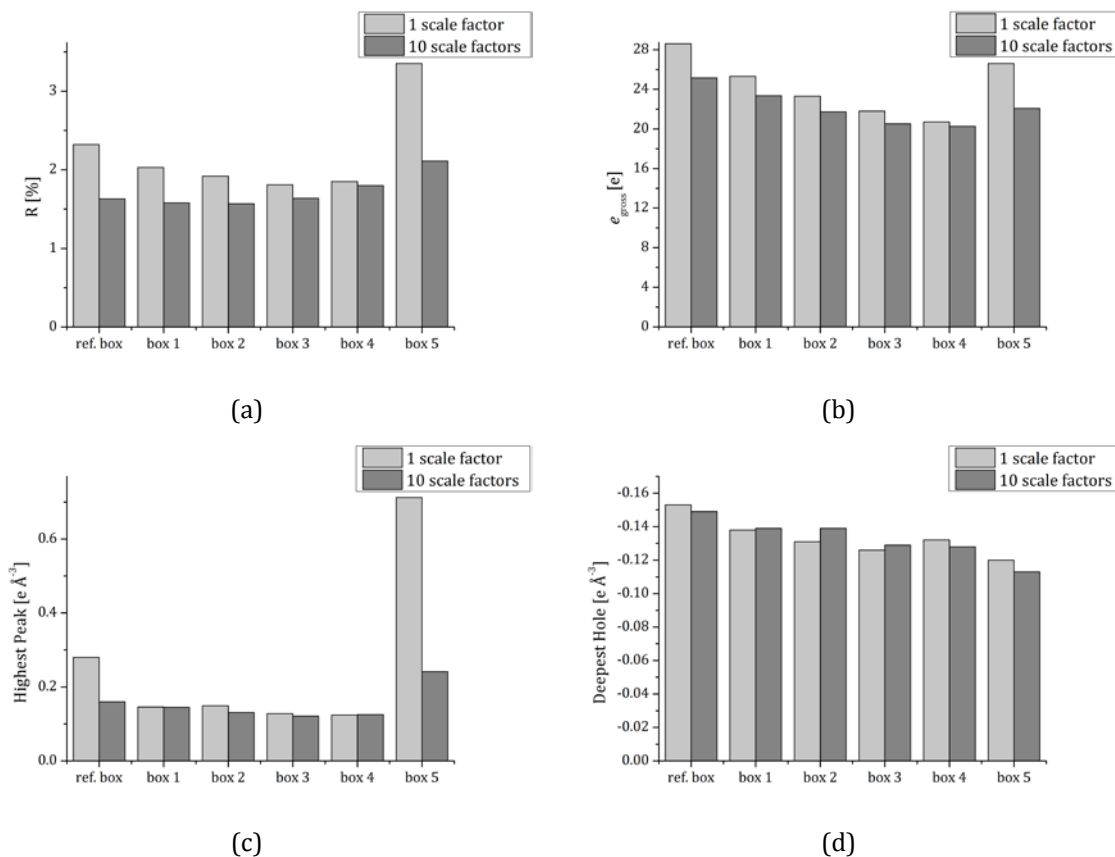 1 scale factor
10 scale factors
R [%]
3
2
1
0
ref. box box 1 box 2 box 3 box 4 box 5
(a)
1 scale factor
10 scale factors
e gross [e]
28
24
20
16
12
8
4
0
ref. box box 1 box 2 box 3 box 4 box 5
(b)
1 scale factor
10 scale factors
Highest Peak [e Å⁻³]
0.6
0.4
0.2
0.0
ref. box box 1 box 2 box 3 box 4 box 5
(c)
1 scale factor
10 scale factors
Deepest Hole [e Å⁻³]
-0.16
-0.14
-0.12
-0.10
-0.08
-0.06
-0.04
-0.02
0.00
ref. box box 1 box 2 box 3 box 4 box 5
(d)